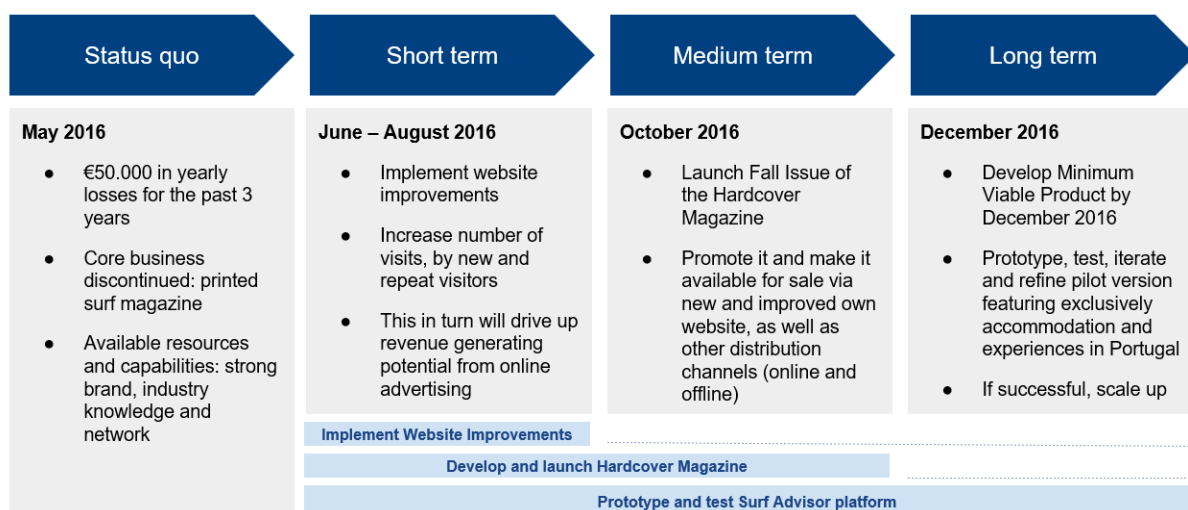 Status quo
Short term
Medium term
Long term
May 2016
● €50.000 in yearly
losses for the past 3
years
● Core business
discontinued: printed
surf magazine
● Available resources
and capabilities: strong
brand, industry
knowledge and
network
June – August 2016
● Implement website
improvements
● Increase number of
visits, by new and
repeat visitors
● This in turn will drive up
revenue generating
potential from online
advertising
October 2016
● Launch Fall Issue of
the Hardcover
Magazine
● Promote it and make it
available for sale via
new and improved own
website, as well as
other distribution
channels (online and
offline)
December 2016
● Develop Minimum
Viable Product by
December 2016
● Prototype, test, iterate
and refine pilot version
featuring exclusively
accommodation and
experiences in Portugal
● If successful, scale up
Implement Website Improvements
Develop and launch Hardcover Magazine
Prototype and test Surf Advisor platform